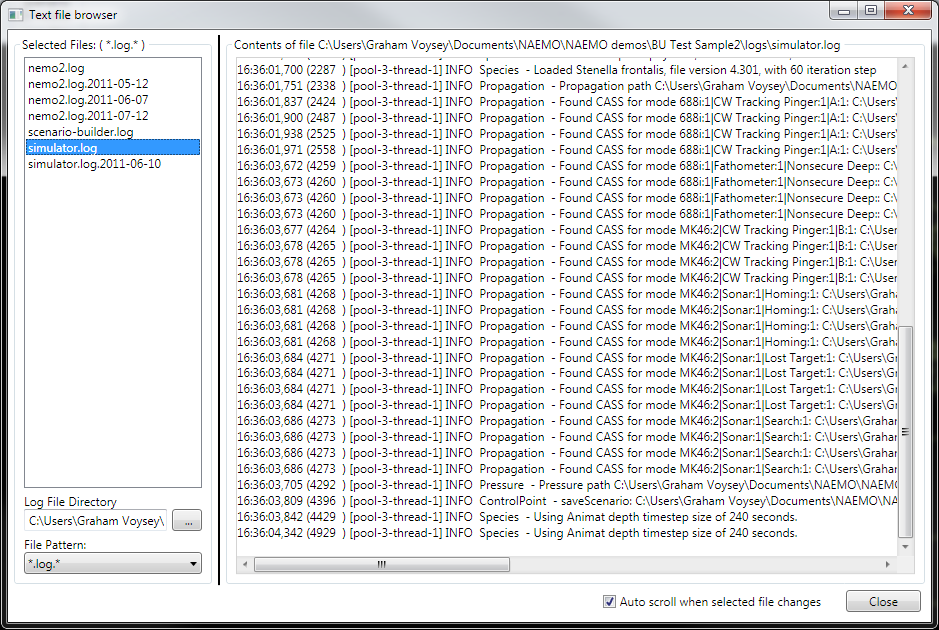 Text file browser
Selected Files: ( *.log.* )
nemo2.log
nemo2.log.2011-05-12
nemo2.log.2011-06-07
nemo2.log.2011-07-12
scenario-builder.log
simulator.log
simulator.log.2011-06-10
Log File Directory
C:\Users\Graham Voysey\
...
File Pattern:
*.log.*
Contents of file C:\Users\Graham Voysey\Documents\NAEMO\NAEMO demos\BU Test Sample2\logs\simulator.log
16:36:01,700 (2287  ) [pool-3-thread-1] INFO  Species  - Loaded Stenella frontalis, file version 4.301, with 60 iteration step
16:36:01,751 (2338  ) [pool-3-thread-1] INFO  Propagation  - Propagation path C:\Users\Graham Voysey\Documents\NAEMO
16:36:01,837 (2424  ) [pool-3-thread-1] INFO  Propagation  - Found CASS for mode 688i:1|CW Tracking Pinger:1|A:1: C:\Users
16:36:01,900 (2487  ) [pool-3-thread-1] INFO  Propagation  - Found CASS for mode 688i:1|CW Tracking Pinger:1|A:1: C:\Users
16:36:01,938 (2525  ) [pool-3-thread-1] INFO  Propagation  - Found CASS for mode 688i:1|CW Tracking Pinger:1|A:1: C:\Users
16:36:01,971 (2558  ) [pool-3-thread-1] INFO  Propagation  - Found CASS for mode 688i:1|CW Tracking Pinger:1|A:1: C:\Users
16:36:03,672 (4259  ) [pool-3-thread-1] INFO  Propagation  - Found CASS for mode 688i:1|Fathometer:1|Nonsecure Deep:: C:\
16:36:03,673 (4260  ) [pool-3-thread-1] INFO  Propagation  - Found CASS for mode 688i:1|Fathometer:1|Nonsecure Deep:: C:\
16:36:03,673 (4260  ) [pool-3-thread-1] INFO  Propagation  - Found CASS for mode 688i:1|Fathometer:1|Nonsecure Deep:: C:\
16:36:03,673 (4260  ) [pool-3-thread-1] INFO  Propagation  - Found CASS for mode 688i:1|Fathometer:1|Nonsecure Deep:: C:\
16:36:03,677 (4264  ) [pool-3-thread-1] INFO  Propagation  - Found CASS for mode MK46:2|CW Tracking Pinger:1|B:1: C:\User
16:36:03,678 (4265  ) [pool-3-thread-1] INFO  Propagation  - Found CASS for mode MK46:2|CW Tracking Pinger:1|B:1: C:\User
16:36:03,678 (4265  ) [pool-3-thread-1] INFO  Propagation  - Found CASS for mode MK46:2|CW Tracking Pinger:1|B:1: C:\User
16:36:03,678 (4265  ) [pool-3-thread-1] INFO  Propagation  - Found CASS for mode MK46:2|CW Tracking Pinger:1|B:1: C:\User
16:36:03,681 (4268  ) [pool-3-thread-1] INFO  Propagation  - Found CASS for mode MK46:2|Sonar:1|Homing:1: C:\Users\Graha
16:36:03,681 (4268  ) [pool-3-thread-1] INFO  Propagation  - Found CASS for mode MK46:2|Sonar:1|Homing:1: C:\Users\Graha
16:36:03,681 (4268  ) [pool-3-thread-1] INFO  Propagation  - Found CASS for mode MK46:2|Sonar:1|Homing:1: C:\Users\Graha
16:36:03,681 (4268  ) [pool-3-thread-1] INFO  Propagation  - Found CASS for mode MK46:2|Sonar:1|Homing:1: C:\Users\Graha
16:36:03,684 (4271  ) [pool-3-thread-1] INFO  Propagation  - Found CASS for mode MK46:2|Sonar:1|Lost Target:1: C:\Users\G
16:36:03,684 (4271  ) [pool-3-thread-1] INFO  Propagation  - Found CASS for mode MK46:2|Sonar:1|Lost Target:1: C:\Users\G
16:36:03,684 (4271  ) [pool-3-thread-1] INFO  Propagation  - Found CASS for mode MK46:2|Sonar:1|Lost Target:1: C:\Users\G
16:36:03,684 (4271  ) [pool-3-thread-1] INFO  Propagation  - Found CASS for mode MK46:2|Sonar:1|Lost Target:1: C:\Users\G
16:36:03,686 (4273  ) [pool-3-thread-1] INFO  Propagation  - Found CASS for mode MK46:2|Sonar:1|Search:1: C:\Users\Graha
16:36:03,686 (4273  ) [pool-3-thread-1] INFO  Propagation  - Found CASS for mode MK46:2|Sonar:1|Search:1: C:\Users\Graha
16:36:03,686 (4273  ) [pool-3-thread-1] INFO  Propagation  - Found CASS for mode MK46:2|Sonar:1|Search:1: C:\Users\Graha
16:36:03,686 (4273  ) [pool-3-thread-1] INFO  Propagation  - Found CASS for mode MK46:2|Sonar:1|Search:1: C:\Users\Graha
16:36:03,705 (4292  ) [pool-3-thread-1] INFO  Pressure  - Pressure path C:\Users\Graham Voysey\Documents\NAEMO\NAEM
16:36:03,809 (4396  ) [pool-3-thread-1] INFO  ControlPoint  - saveScenario: C:\Users\Graham Voysey\Documents\NAEMO\NA
16:36:03,842 (4429  ) [pool-3-thread-1] INFO  Species  - Using Animat depth timestep size of 240 seconds.
16:36:04,342 (4929  ) [pool-3-thread-1] INFO  Species  - Using Animat depth timestep size of 240 seconds.
Auto scroll when selected file changes
Close